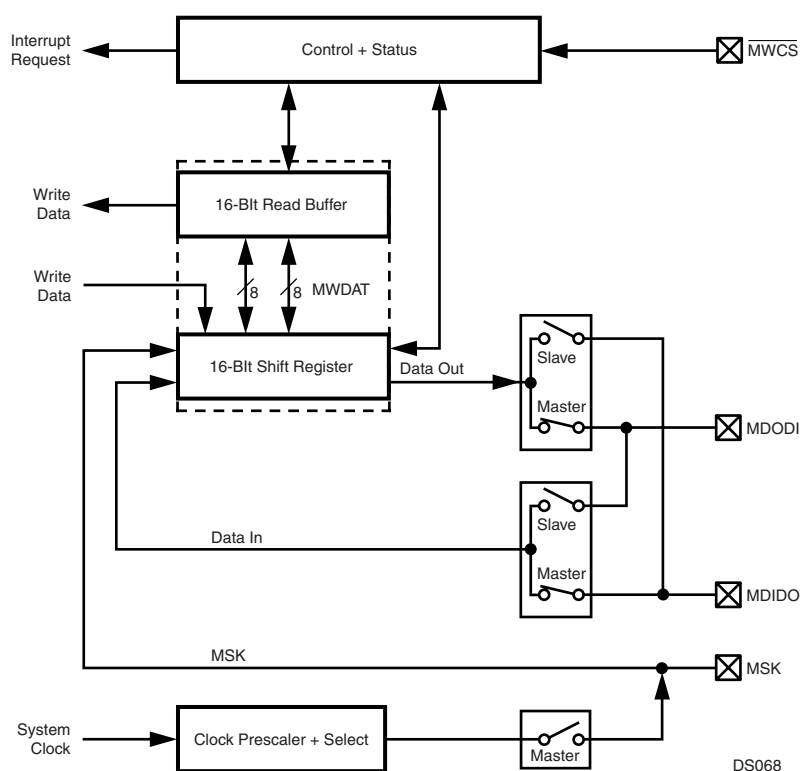 Interrupt
Request
Control + Status
MWCS
Write
Data
16-BIt Read Buffer
Write
Data
8
8
MWDAT
16-BIt Shift Register
Data Out
Slave
Master
MDODI
Slave
Data In
Master
MDIDO
MSK
MSK
System
Clock
Clock Prescaler + Select
Master
DS068